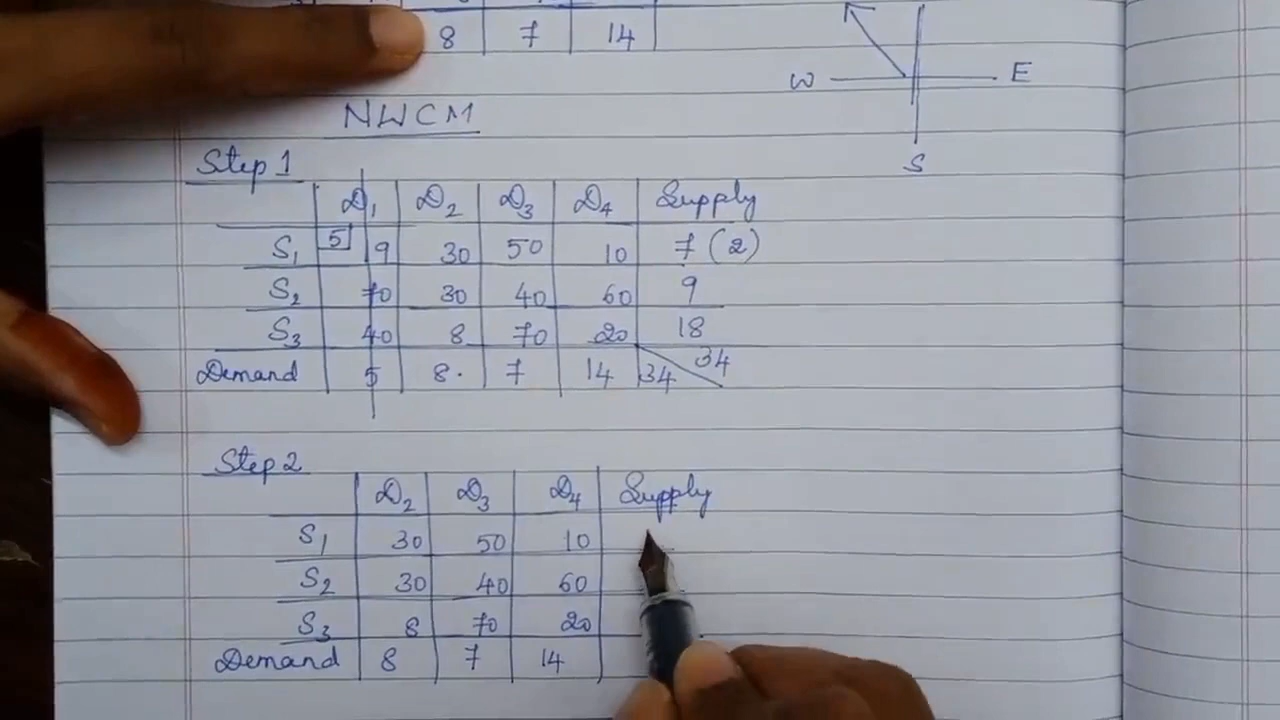 8 7 14
W E
S
NWCM
Step 1
D1 D2 D3 D4 Supply
S1 5 9 30 50 10 7 (2)
S2 70 30 40 60 9
S3 40 8 70 20 18
Demand 5 8 7 14 34 34
Step 2
D2 D3 D4 Supply
S1 30 50 10
S2 30 40 60
S3 8 70 20
Demand 8 7 14